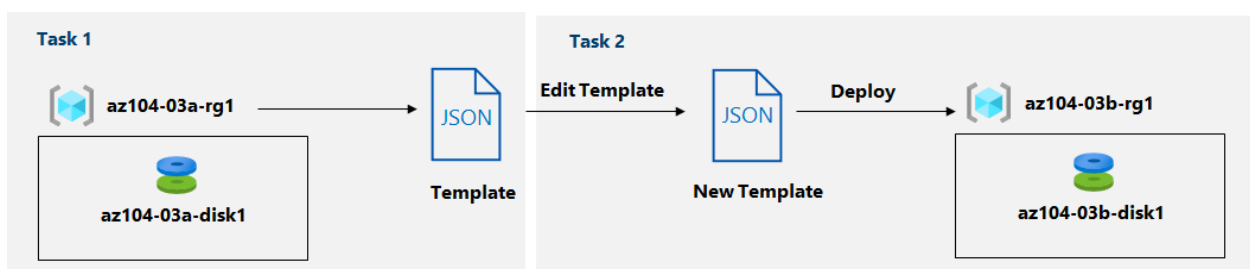 Task 1
az104-03a-rg1
JSON
Template
az104-03a-disk1
Task 2
Edit Template
JSON
New Template
Deploy
az104-03b-rg1
az104-03b-disk1